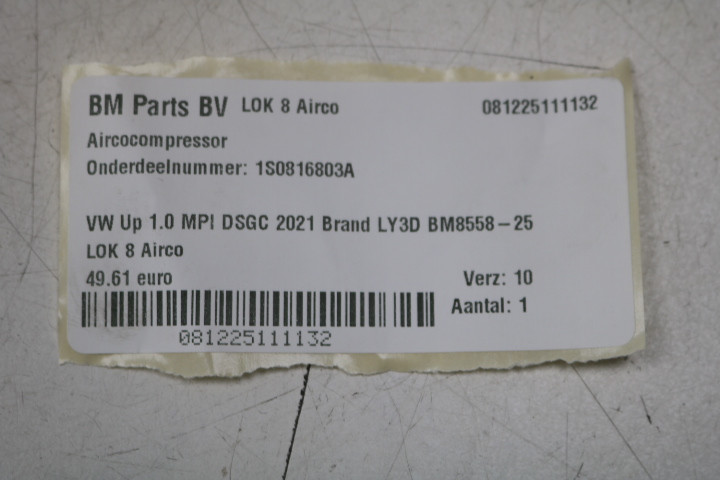 BM Parts BV LOK 8 Airco 081225111132
Aircocompressor
Onderdeelnummer: 1S0816803A
VW Up 1.0 MPI DSGC 2021 Brand LY3D BM8558-25
LOK 8 Airco
49.61 euro Verz: 10
Aantal: 1
081225111132